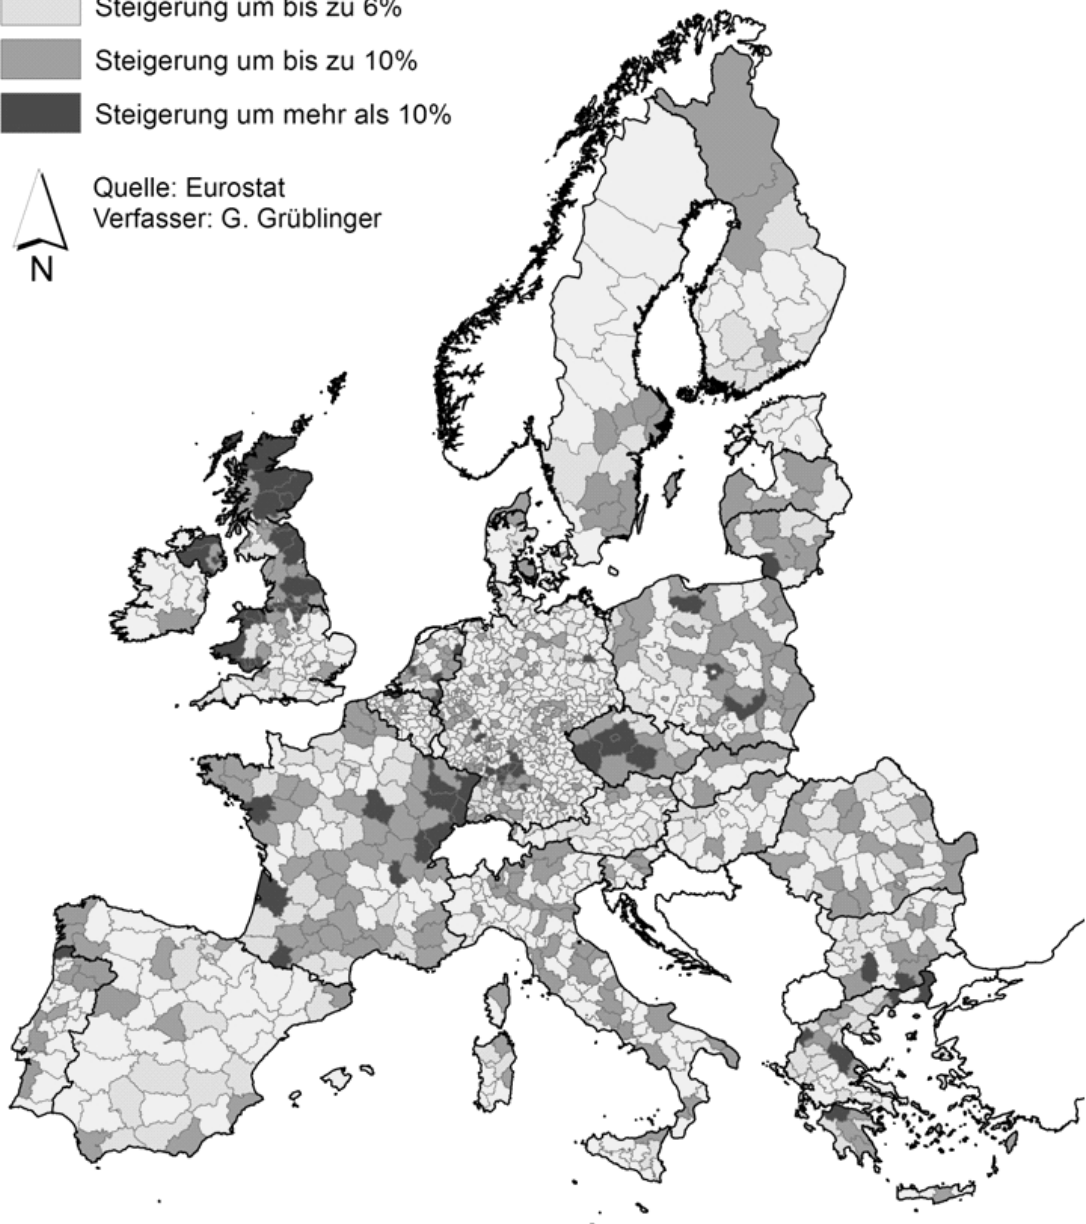 Steigerung um bis zu 6%
Steigerung um bis zu 10%
Steigerung um mehr als 10%
Quelle: Eurostat
Verfasser: G. Grüblinger
N